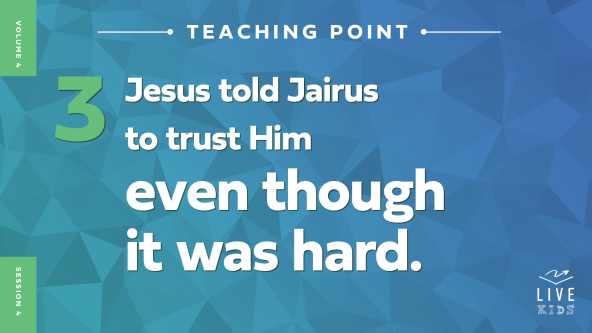 VOLUME 4
TEACHING POINT
3
Jesus told Jairus
to trust Him
even though
it was hard.
SESSION 4
LIVE
KIDS